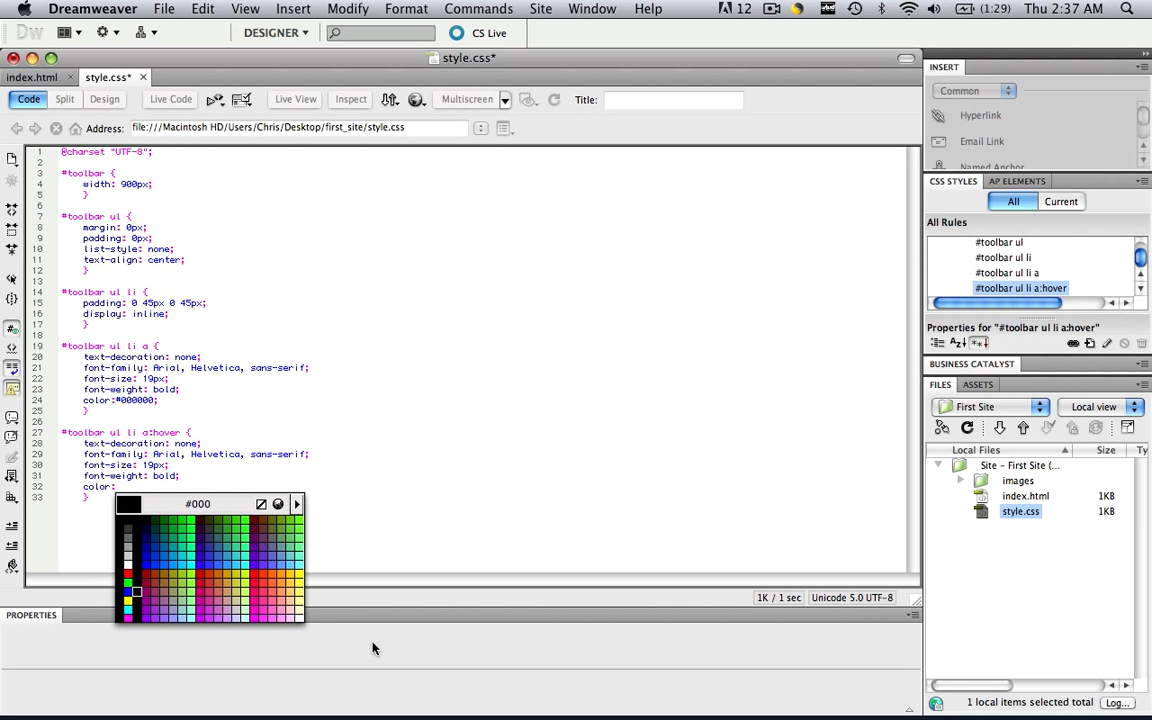 Dreamweaver File Edit View Insert Modify Format Commands Site Window Help 12 (1:29) Thu 2:37 AM
Dw DESIGNER CS Live
style.css*
index.html style.css*
Code Split Design Live Code Live View Inspect Multiscreen Title:
Address: file:///Macintosh HD/Users/Chris/Desktop/first_site/style.css
1 @charset "UTF-8";
2
3 #toolbar {
4 width: 900px;
5 }
6
7 #toolbar ul {
8 margin: 0px;
9 padding: 0px;
10 list-style: none;
11 text-align: center;
12 }
13
14 #toolbar ul li {
15 padding: 0 45px 0 45px;
16 display: inline;
17 }
18
19 #toolbar ul li a {
20 text-decoration: none;
21 font-family: Arial, Helvetica, sans-serif;
22 font-size: 19px;
23 font-weight: bold;
24 color:#000000;
25 }
26
27 #toolbar ul li a:hover {
28 text-decoration: none;
29 font-family: Arial, Helvetica, sans-serif;
30 font-size: 19px;
31 font-weight: bold;
32 color:
33 }
#000
1K / 1 sec Unicode 5.0 UTF-8
PROPERTIES
INSERT
Common
Hyperlink
Email Link
Named Anchor
CSS STYLES AP ELEMENTS
All Current
All Rules
#toolbar ul
#toolbar ul li
#toolbar ul li a
#toolbar ul li a:hover
Properties for "#toolbar ul li a:hover"
BUSINESS CATALYST
FILES ASSETS
First Site Local view
Local Files Size Ty
Site - First Site (...
images
index.html 1KB
style.css 1KB
1 local items selected total Log...